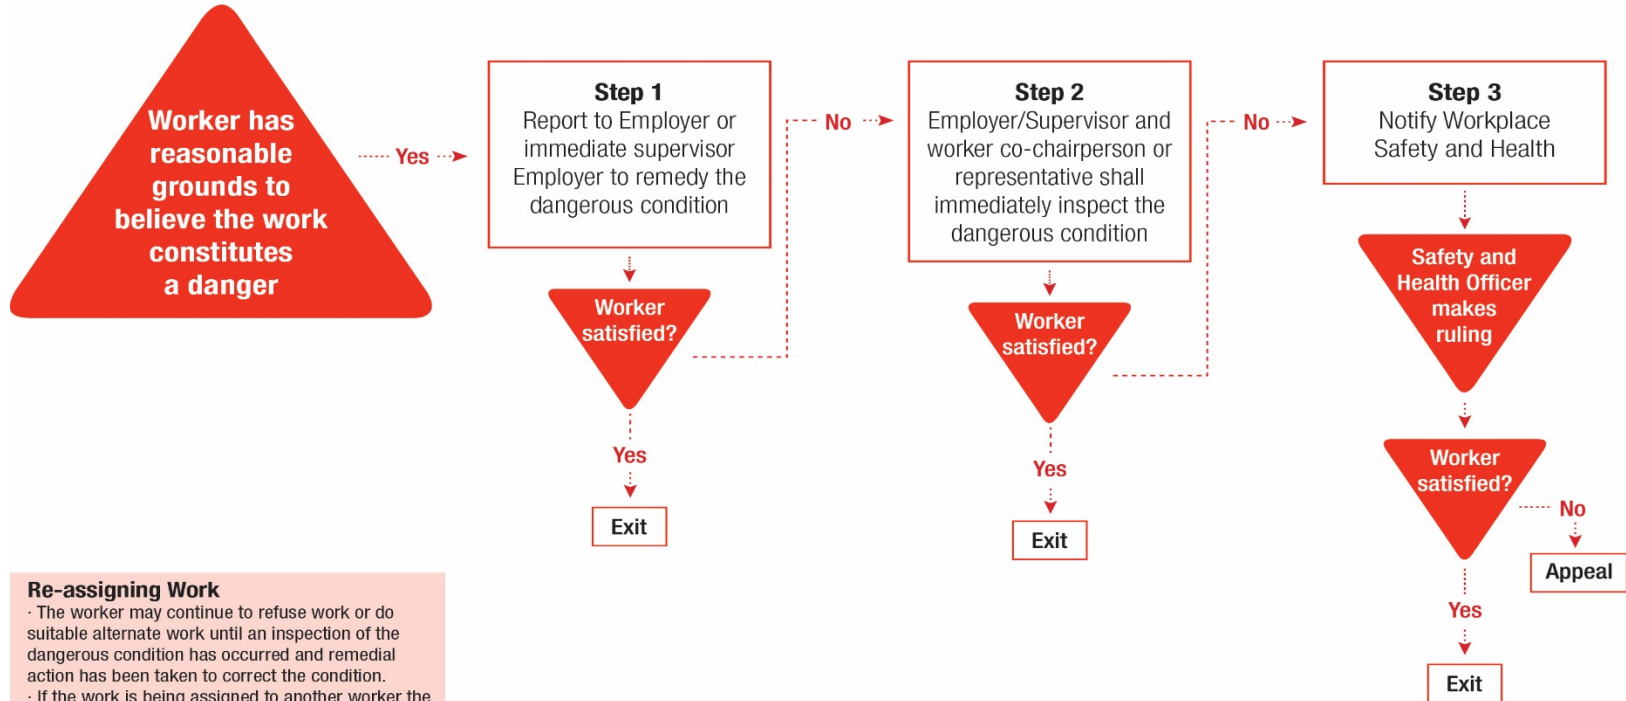 Worker has
reasonable
grounds to
believe the work
constitutes
a danger
Yes
Step 1
Report to Employer or
immediate supervisor
Employer to remedy the
dangerous condition
Worker
satisfied?
Yes
Exit
No
Step 2
Employer/Supervisor and
worker co-chairperson or
representative shall
immediately inspect the
dangerous condition
Worker
satisfied?
Yes
Exit
No
Step 3
Notify Workplace
Safety and Health
Safety and
Health Officer
makes
ruling
Worker
satisfied?
No
Appeal
Yes
Exit
Re-assigning Work
· The worker may continue to refuse work or do
suitable alternate work until an inspection of the
dangerous condition has occurred and remedial
action has been taken to correct the condition.
· If the work is being assigned to another worker the